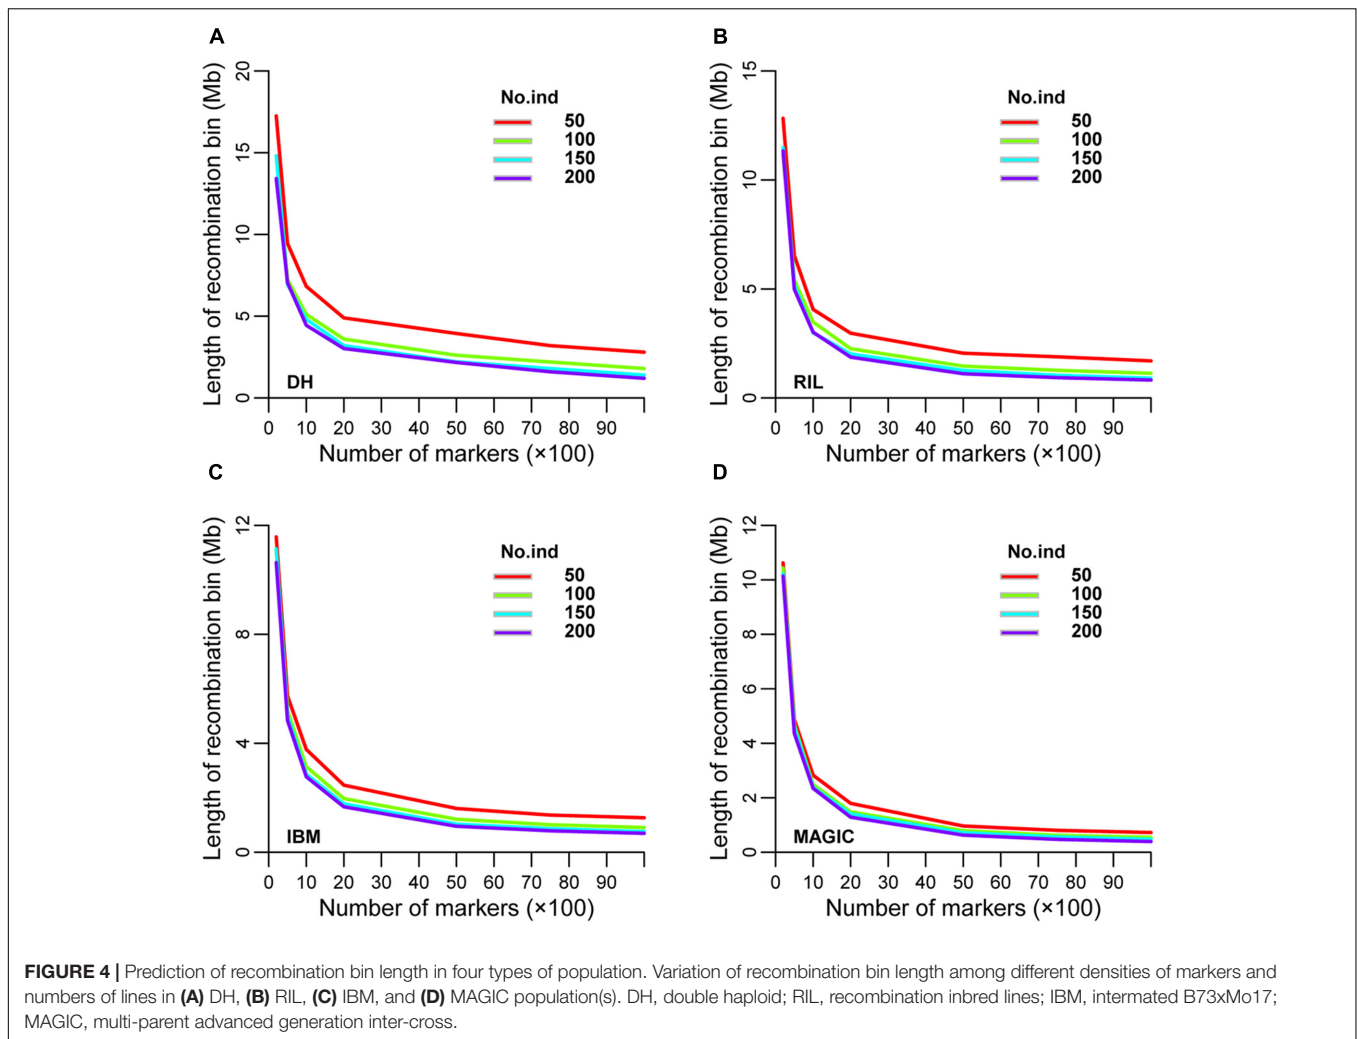 A
Length of recombination bin (Mb)
20
15
10
5
0
No.ind
50
100
150
200
DH
0 10 20 30 40 50 60 70 80 90
Number of markers (×100)
B
Length of recombination bin (Mb)
15
10
5
0
No.ind
50
100
150
200
RIL
0 10 20 30 40 50 60 70 80 90
Number of markers (×100)
C
Length of recombination bin (Mb)
12
8
4
0
No.ind
50
100
150
200
IBM
0 10 20 30 40 50 60 70 80 90
Number of markers (×100)
D
Length of recombination bin (Mb)
12
10
8
6
4
2
0
No.ind
50
100
150
200
MAGIC
0 10 20 30 40 50 60 70 80 90
Number of markers (×100)
FIGURE 4 | Prediction of recombination bin length in four types of population. Variation of recombination bin length among different densities of markers and
numbers of lines in (A) DH, (B) RIL, (C) IBM, and (D) MAGIC population(s). DH, double haploid; RIL, recombination inbred lines; IBM, intermated B73xMo17;
MAGIC, multi-parent advanced generation inter-cross.